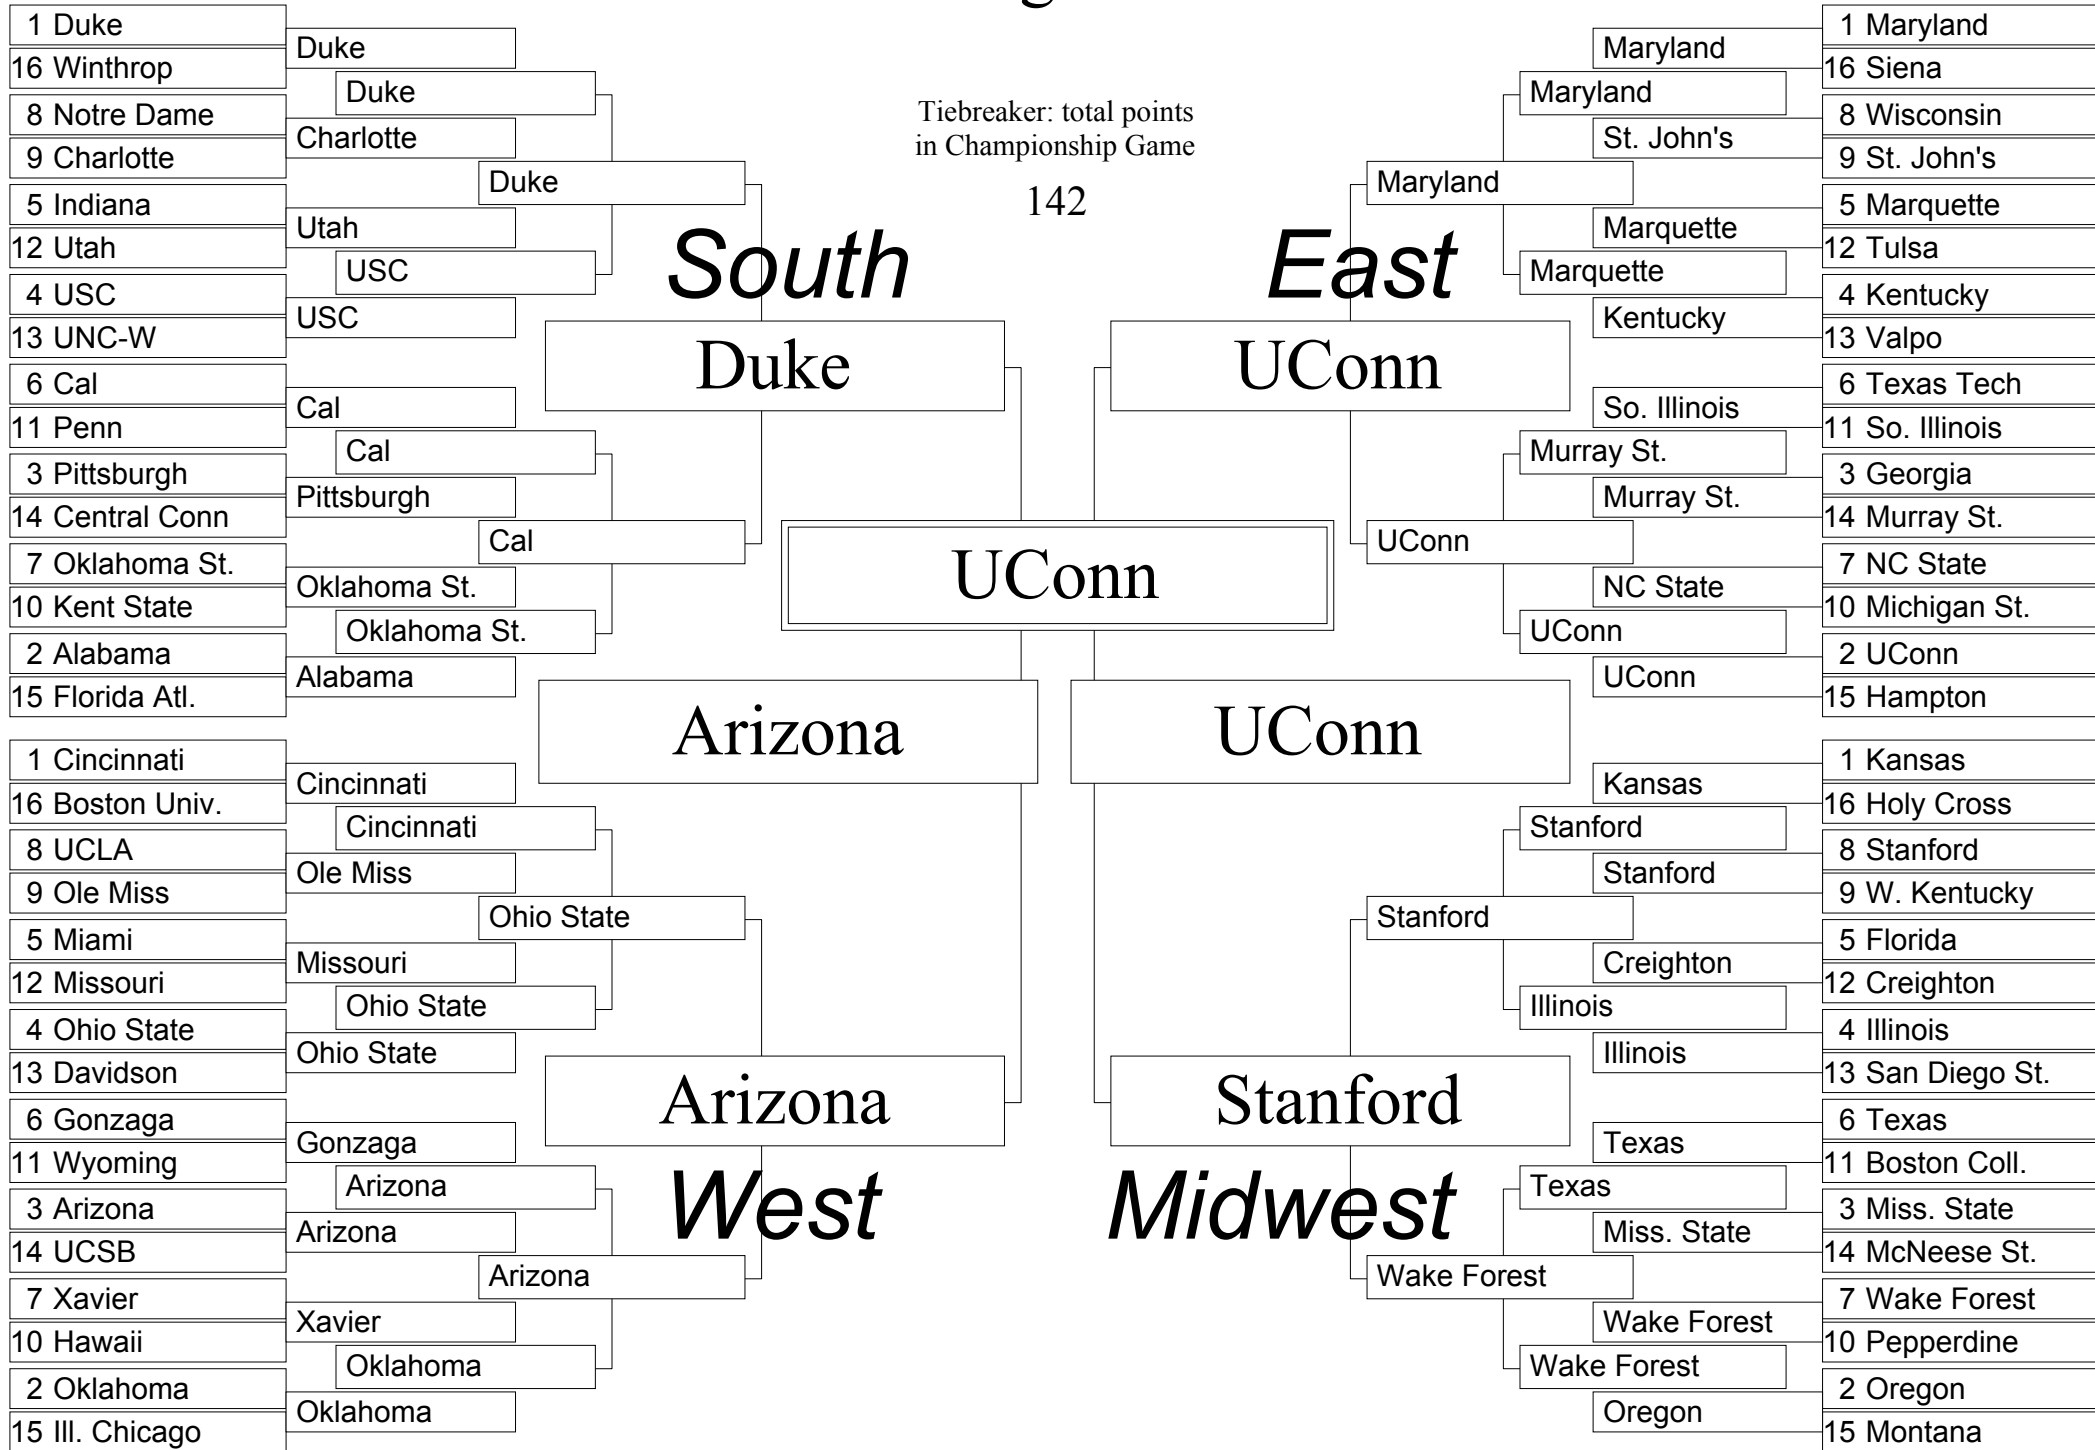 1 Duke
16 Winthrop
8 Notre Dame
9 Charlotte
5 Indiana
12 Utah
4 USC
13 UNC-W
6 Cal
11 Penn
3 Pittsburgh
14 Central Conn
7 Oklahoma St.
10 Kent State
2 Alabama
15 Florida Atl.
Duke
Charlotte
Utah
USC
Cal
Pittsburgh
Oklahoma St.
Alabama
Duke
USC
Cal
Oklahoma St.
Duke
Cal
South
Duke
1 Cincinnati
16 Boston Univ.
8 UCLA
9 Ole Miss
5 Miami
12 Missouri
4 Ohio State
13 Davidson
6 Gonzaga
11 Wyoming
3 Arizona
14 UCSB
7 Xavier
10 Hawaii
2 Oklahoma
15 Ill. Chicago
Cincinnati
Ole Miss
Missouri
Ohio State
Gonzaga
Arizona
Xavier
Oklahoma
Cincinnati
Ohio State
Arizona
Oklahoma
Ohio State
Arizona
Arizona
West
Tiebreaker: total points
in Championship Game
142
UConn
Arizona
UConn
East
UConn
Maryland
UConn
Maryland
Marquette
Murray St.
UConn
Maryland
St. John's
Marquette
Kentucky
So. Illinois
Murray St.
NC State
UConn
1 Maryland
16 Siena
8 Wisconsin
9 St. John's
5 Marquette
12 Tulsa
4 Kentucky
13 Valpo
6 Texas Tech
11 So. Illinois
3 Georgia
14 Murray St.
7 NC State
10 Michigan St.
2 UConn
15 Hampton
Stanford
Midwest
Stanford
Wake Forest
Stanford
Illinois
Texas
Wake Forest
Kansas
Stanford
Creighton
Illinois
Texas
Miss. State
Wake Forest
Oregon
1 Kansas
16 Holy Cross
8 Stanford
9 W. Kentucky
5 Florida
12 Creighton
4 Illinois
13 San Diego St.
6 Texas
11 Boston Coll.
3 Miss. State
14 McNeese St.
7 Wake Forest
10 Pepperdine
2 Oregon
15 Montana